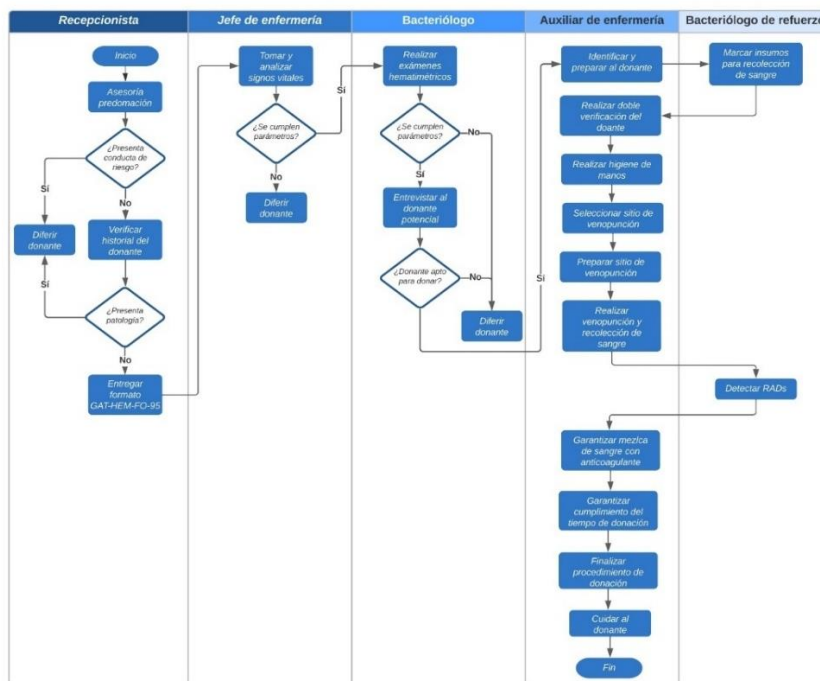 Recepcionista
Jefe de enfermería
Bacteriólogo
Auxiliar de enfermería
Bacteriólogo de refuerzo
Inicio
Asesoría
predomación
¿Presenta
conducta de
riesgo?
Sí
No
Diferir
donante
Verificar
historial del
donante
Sí
¿Presenta
patología?
No
Entregar
formato
GAT-HEM-FO-95
Tomar y
analizar
signos vitales
¿Se cumplen
parámetros?
Sí
No
Diferir
donante
Realizar
exámenes
hematimétricos
¿Se cumplen
parámetros?
No
Sí
Entrevistar al
donante
potencial
¿Donante apto
para donar?
No
Sí
Diferir
donante
Identificar y
preparar al donante
Marcar insumos
para recolección
de sangre
Realizar doble
verificación del
doante
Realizar higiene de
manos
Seleccionar sitio de
venopunción
Preparar sitio de
venopunción
Realizar
venopunción y
recolección de
sangre
Detectar RADs
Garantizar mezlca
de sangre con
anticoagulante
Garantizar
cumplimiento del
tiempo de donación
Finalizar
procedimiento de
donación
Cuidar al
donante
Fin